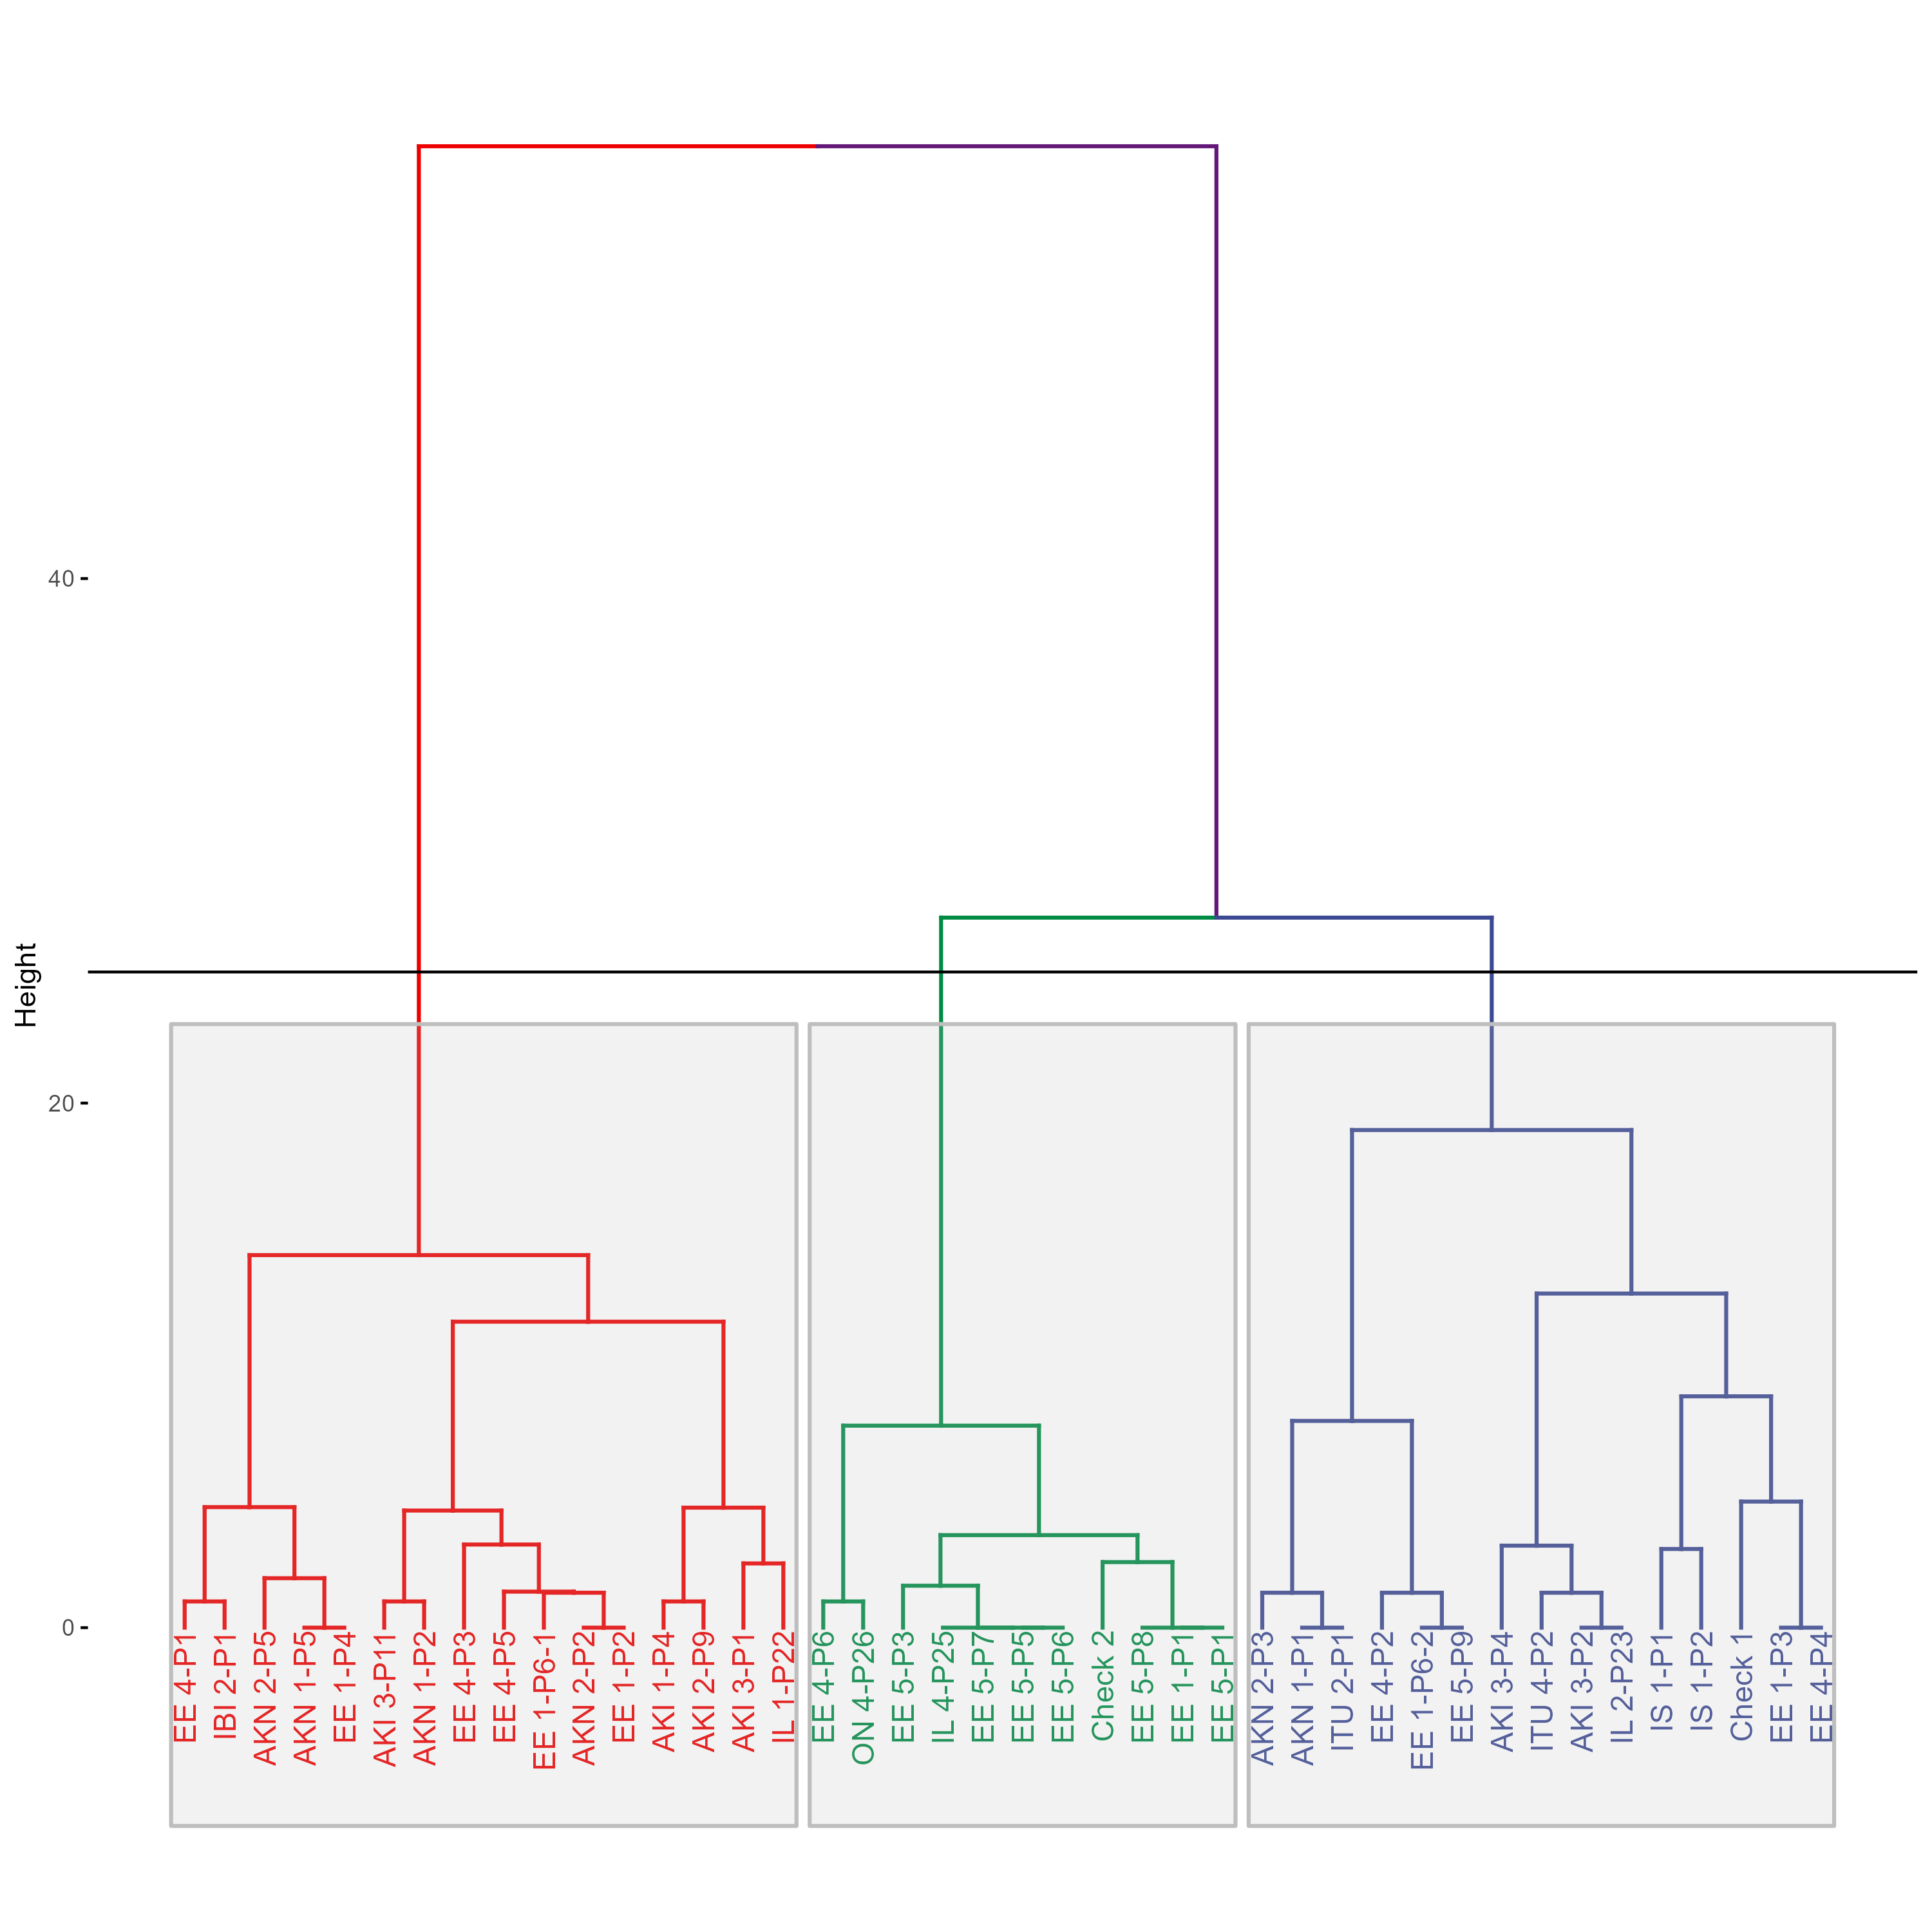 40
Height
20
0
EE 4-P1
IBI 2-P1
AKN 2-P5
AKN 1-P5
EE 1-P4
AKI 3-P11
AKN 1-P2
EE 4-P3
EE 4-P5
EE 1-P6-1
AKN 2-P2
EE 1-P2
AKI 1-P4
AKI 2-P9
AKI 3-P1
IL 1-P22
EE 4-P6
ON 4-P26
EE 5-P3
IL 4-P25
EE 5-P7
EE 5-P5
EE 5-P6
Check 2
EE 5-P8
EE 1-P1
EE 5-P1
AKN 2-P3
AKN 1-P1
ITU 2-P1
EE 4-P2
EE 1-P6-2
EE 5-P9
AKI 3-P4
ITU 4-P2
AKI 3-P2
IL 2-P23
IS 1-P1
IS 1-P2
Check 1
EE 1-P3
EE 4-P4